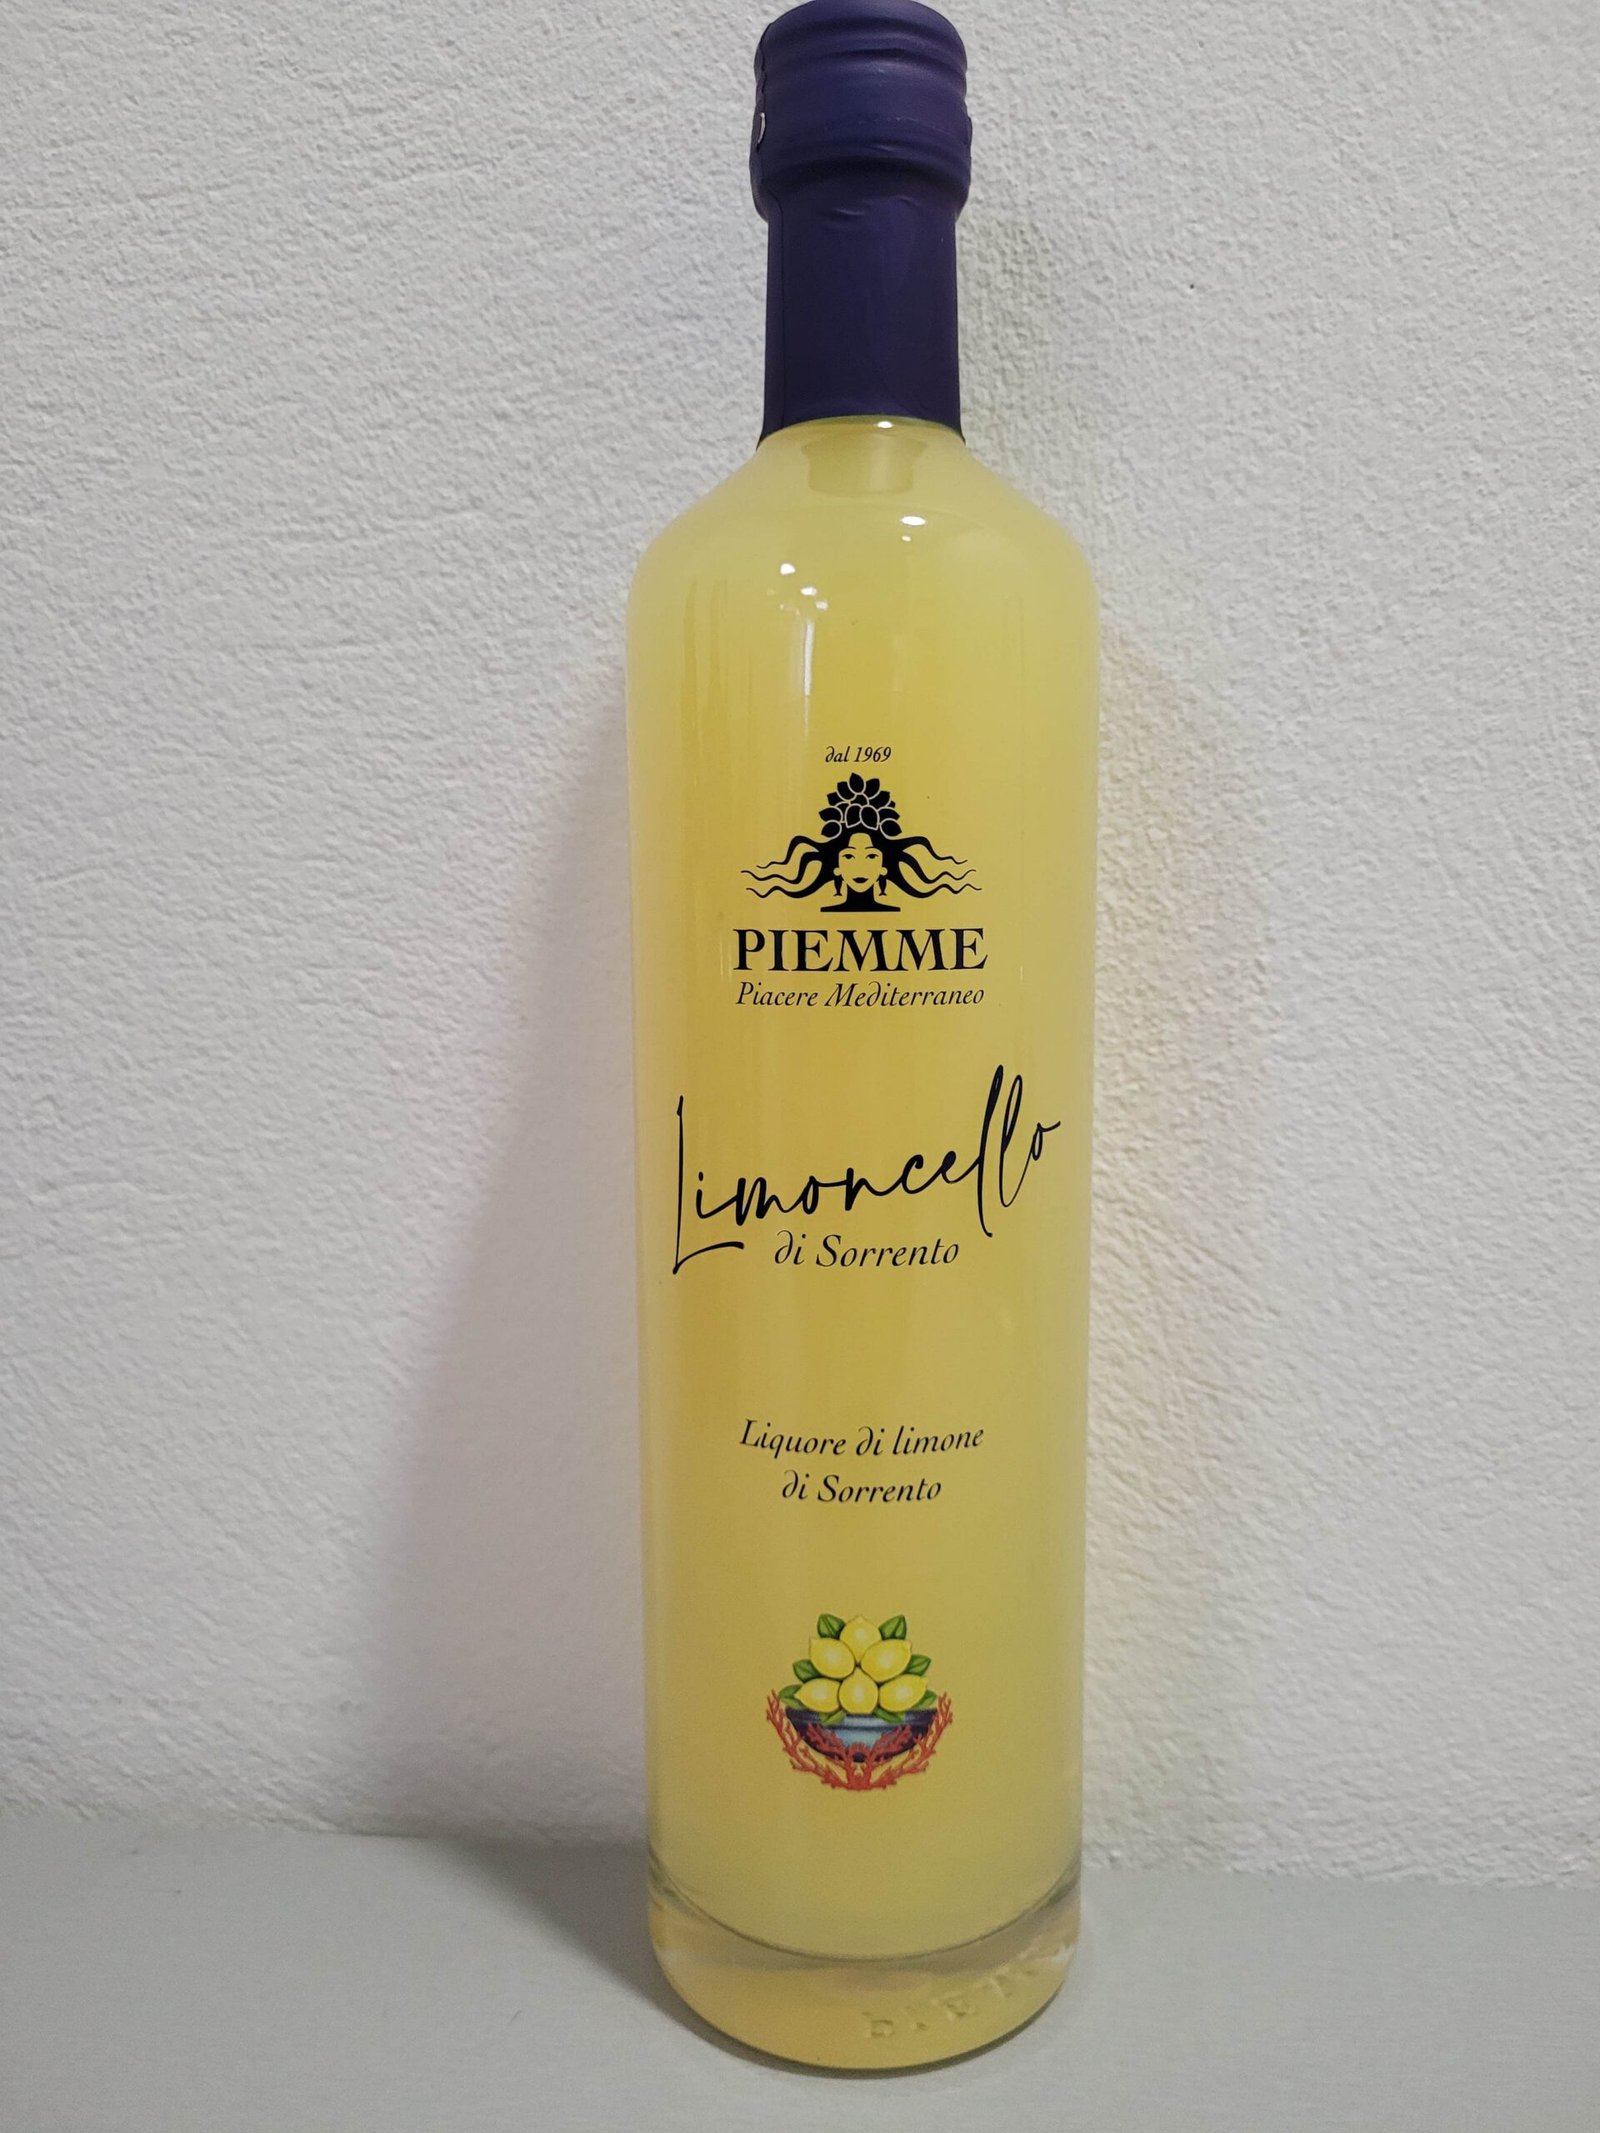 dal 1969
PIEMME
Piacere Mediterraneo
Limoncello
di Sorrento
Liquore di limone
di Sorrento